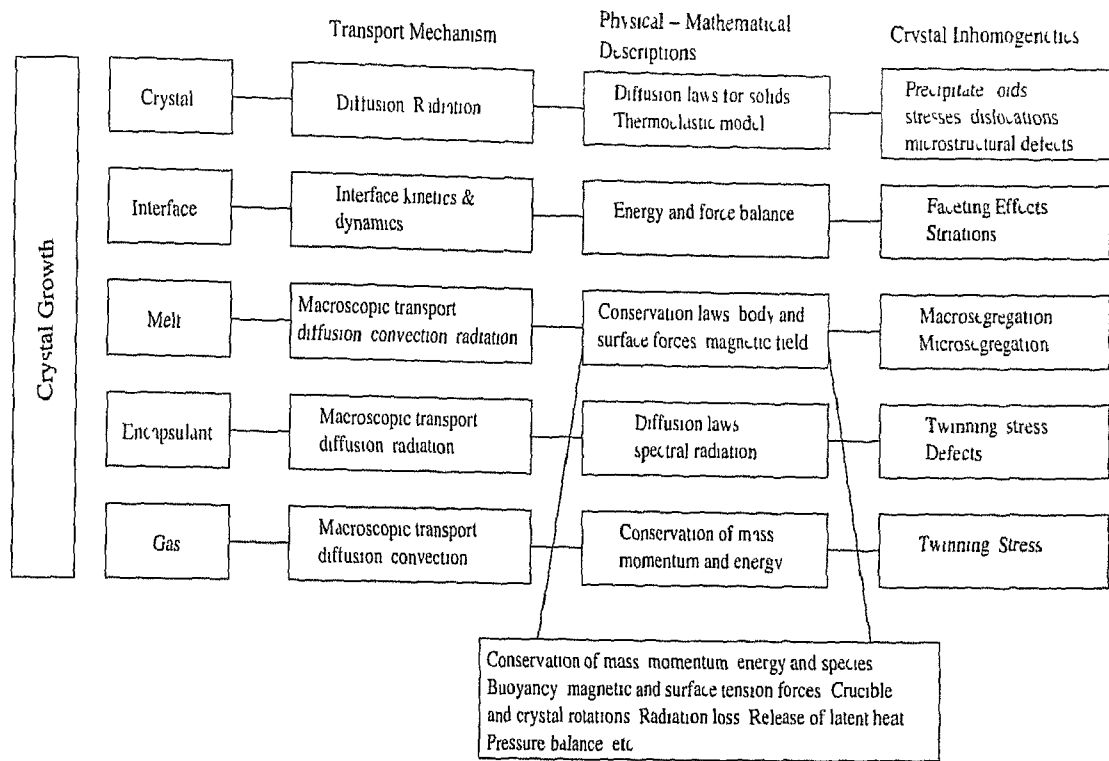 Transport Mechanism
Physical – Mathematical
Descriptions
Crystal Inhomogeneties
Crystal Growth
Crystal
Diffusion Radiation
Diffusion laws for solids
Thermoelastic model
Precipitate oids
stresses dislocations
microstructural defects
Interface
Interface kinetics &
dynamics
Energy and force balance
Faceting Effects
Striations
Melt
Macroscopic transport
diffusion convection radiation
Conservation laws body and
surface forces magnetic field
Macrosegregation
Microsegregation
Encapsulant
Macroscopic transport
diffusion radiation
Diffusion laws
spectral radiation
Twinning stress
Defects
Gas
Macroscopic transport
diffusion convection
Conservation of mass
momentum and energy
Twinning Stress
Conservation of mass momentum energy and species
Buoyancy magnetic and surface tension forces Crucible
and crystal rotations Radiation loss Release of latent heat
Pressure balance etc